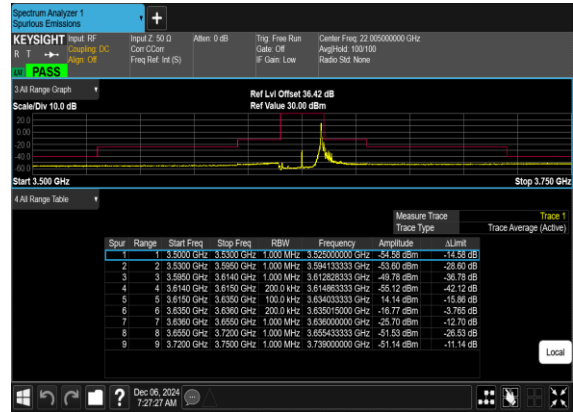 Spectrum Analyzer 1
Spurious Emissions
KEYSIGHT Input: RF Input Z: 50 Ω Atten: 0 dB Trig: Free Run Center Freq: 22.005000000 GHz
R T Coupling: DC Corr CCorr Gate: Off Avg|Hold: 100/100
Align: Off Freq Ref: Int (S) IF Gain: Low Radio Std: None
PASS
3 All Range Graph Ref Lvl Offset 36.42 dB
Scale/Div 10.0 dB Ref Value 30.00 dBm
20.0
0.00
-20.0
-40.0
-60.0
Start 3.500 GHz Stop 3.750 GHz
4 All Range Table
Measure Trace Trace 1
Trace Type Trace Average (Active)
Spur Range Start Freq Stop Freq RBW Frequency Amplitude ΔLimit
1 1 3.5000 GHz 3.5300 GHz 1.000 MHz 3.525000000 GHz -54.58 dBm -14.58 dB
2 2 3.5300 GHz 3.5950 GHz 1.000 MHz 3.594133333 GHz -53.60 dBm -28.60 dB
3 3 3.5950 GHz 3.6140 GHz 1.000 MHz 3.612828333 GHz -49.78 dBm -36.78 dB
4 4 3.6140 GHz 3.6150 GHz 200.0 kHz 3.614863333 GHz -55.12 dBm -42.12 dB
5 5 3.6150 GHz 3.6350 GHz 100.0 kHz 3.634033333 GHz 14.14 dBm -15.86 dB
6 6 3.6350 GHz 3.6360 GHz 200.0 kHz 3.635015000 GHz -16.77 dBm -3.765 dB
7 7 3.6360 GHz 3.6550 GHz 1.000 MHz 3.636000000 GHz -25.70 dBm -12.70 dB
8 8 3.6550 GHz 3.7200 GHz 1.000 MHz 3.655433333 GHz -51.53 dBm -26.53 dB
9 9 3.7200 GHz 3.7500 GHz 1.000 MHz 3.739000000 GHz -51.14 dBm -11.14 dB
Local
Dec 06, 2024
7:27:27 AM